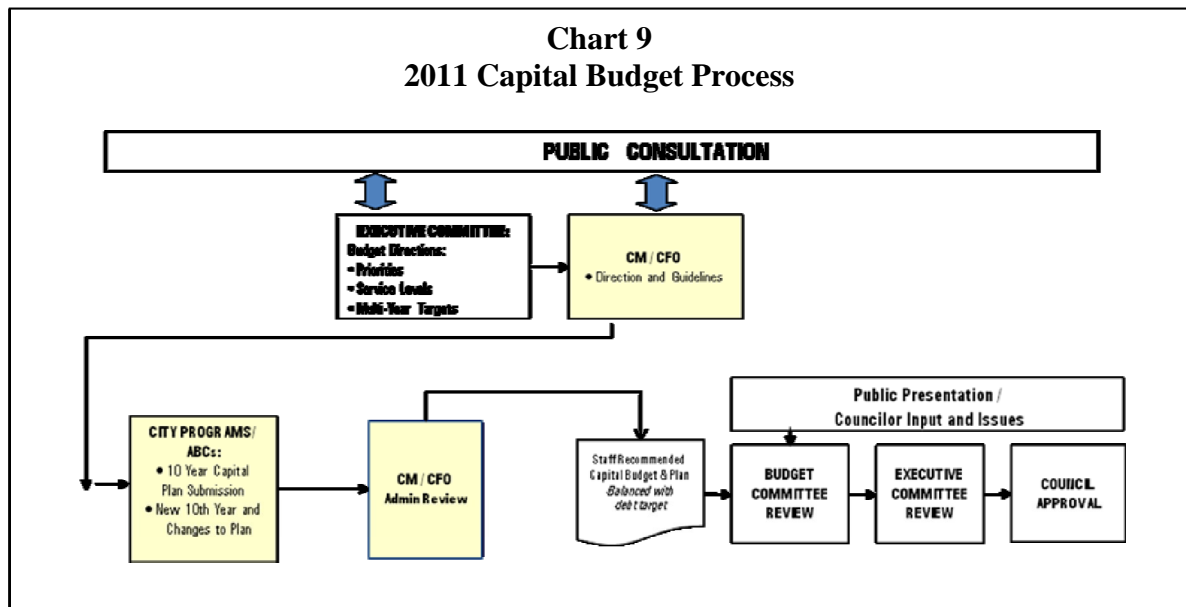 Chart 9
2011 Capital Budget Process
PUBLIC CONSULTATION
EXECUTIVE COMMITTEE:
Budget Directions:
• Priorities
• Service Levels
• Multi-Year Targets
CM / CFO
• Direction and Guidelines
CITY PROGRAMS/
ABCs:
• 10 Year Capital
Plan Submission
• New 10th Year and
Changes to Plan
CM / CFO
Admin Review
Staff Recommended
Capital Budget & Plan
Balanced with
debt target
Public Presentation /
Councilor Input and Issues
BUDGET
COMMITTEE
REVIEW
EXECUTIVE
COMMITTEE
REVIEW
COUNCIL
APPROVAL